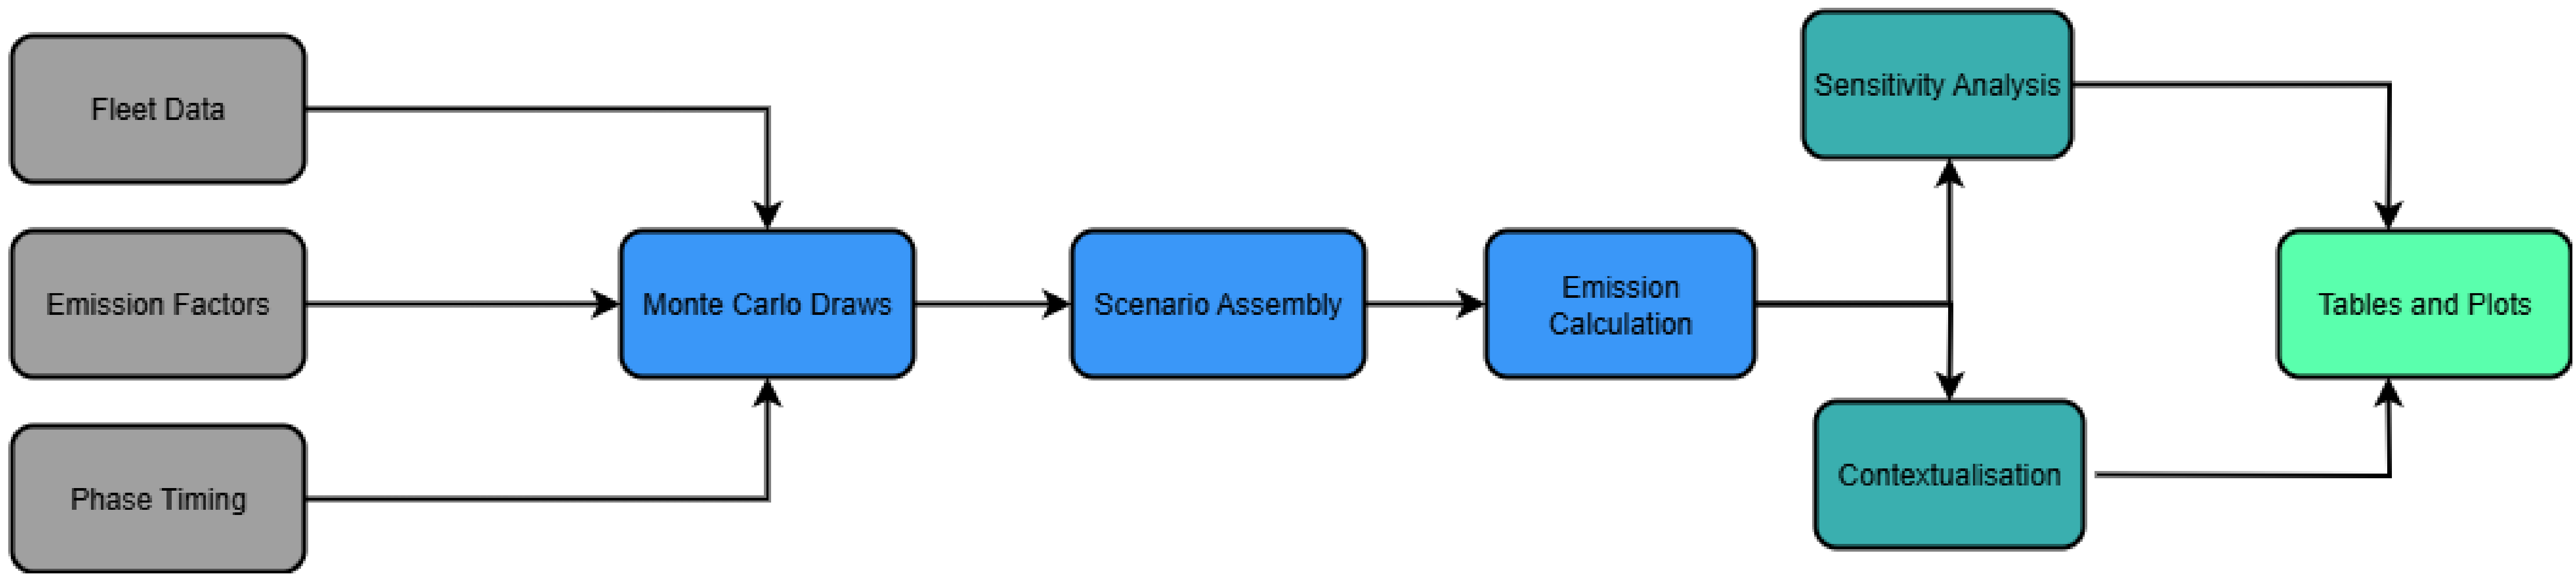 Fleet Data
Emission Factors
Phase Timing
Monte Carlo Draws
Scenario Assembly
Emission
Calculation
Sensitivity Analysis
Contextualisation
Tables and Plots